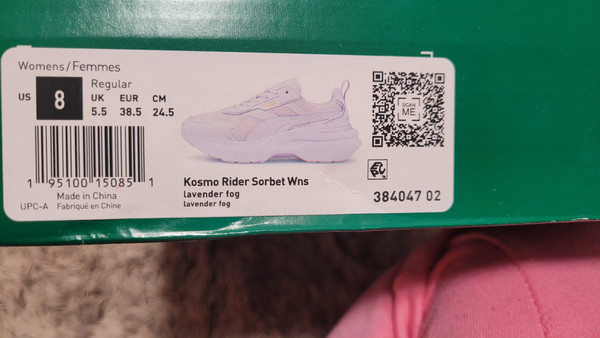 Womens/Femmes
Regular
US 8 UK EUR CM
5.5 38.5 24.5
SCAN
ME
1 95100 15085 1
Made in China
UPC-A Fabriqué en Chine
Kosmo Rider Sorbet Wns
lavender fog
lavender fog
384047 02